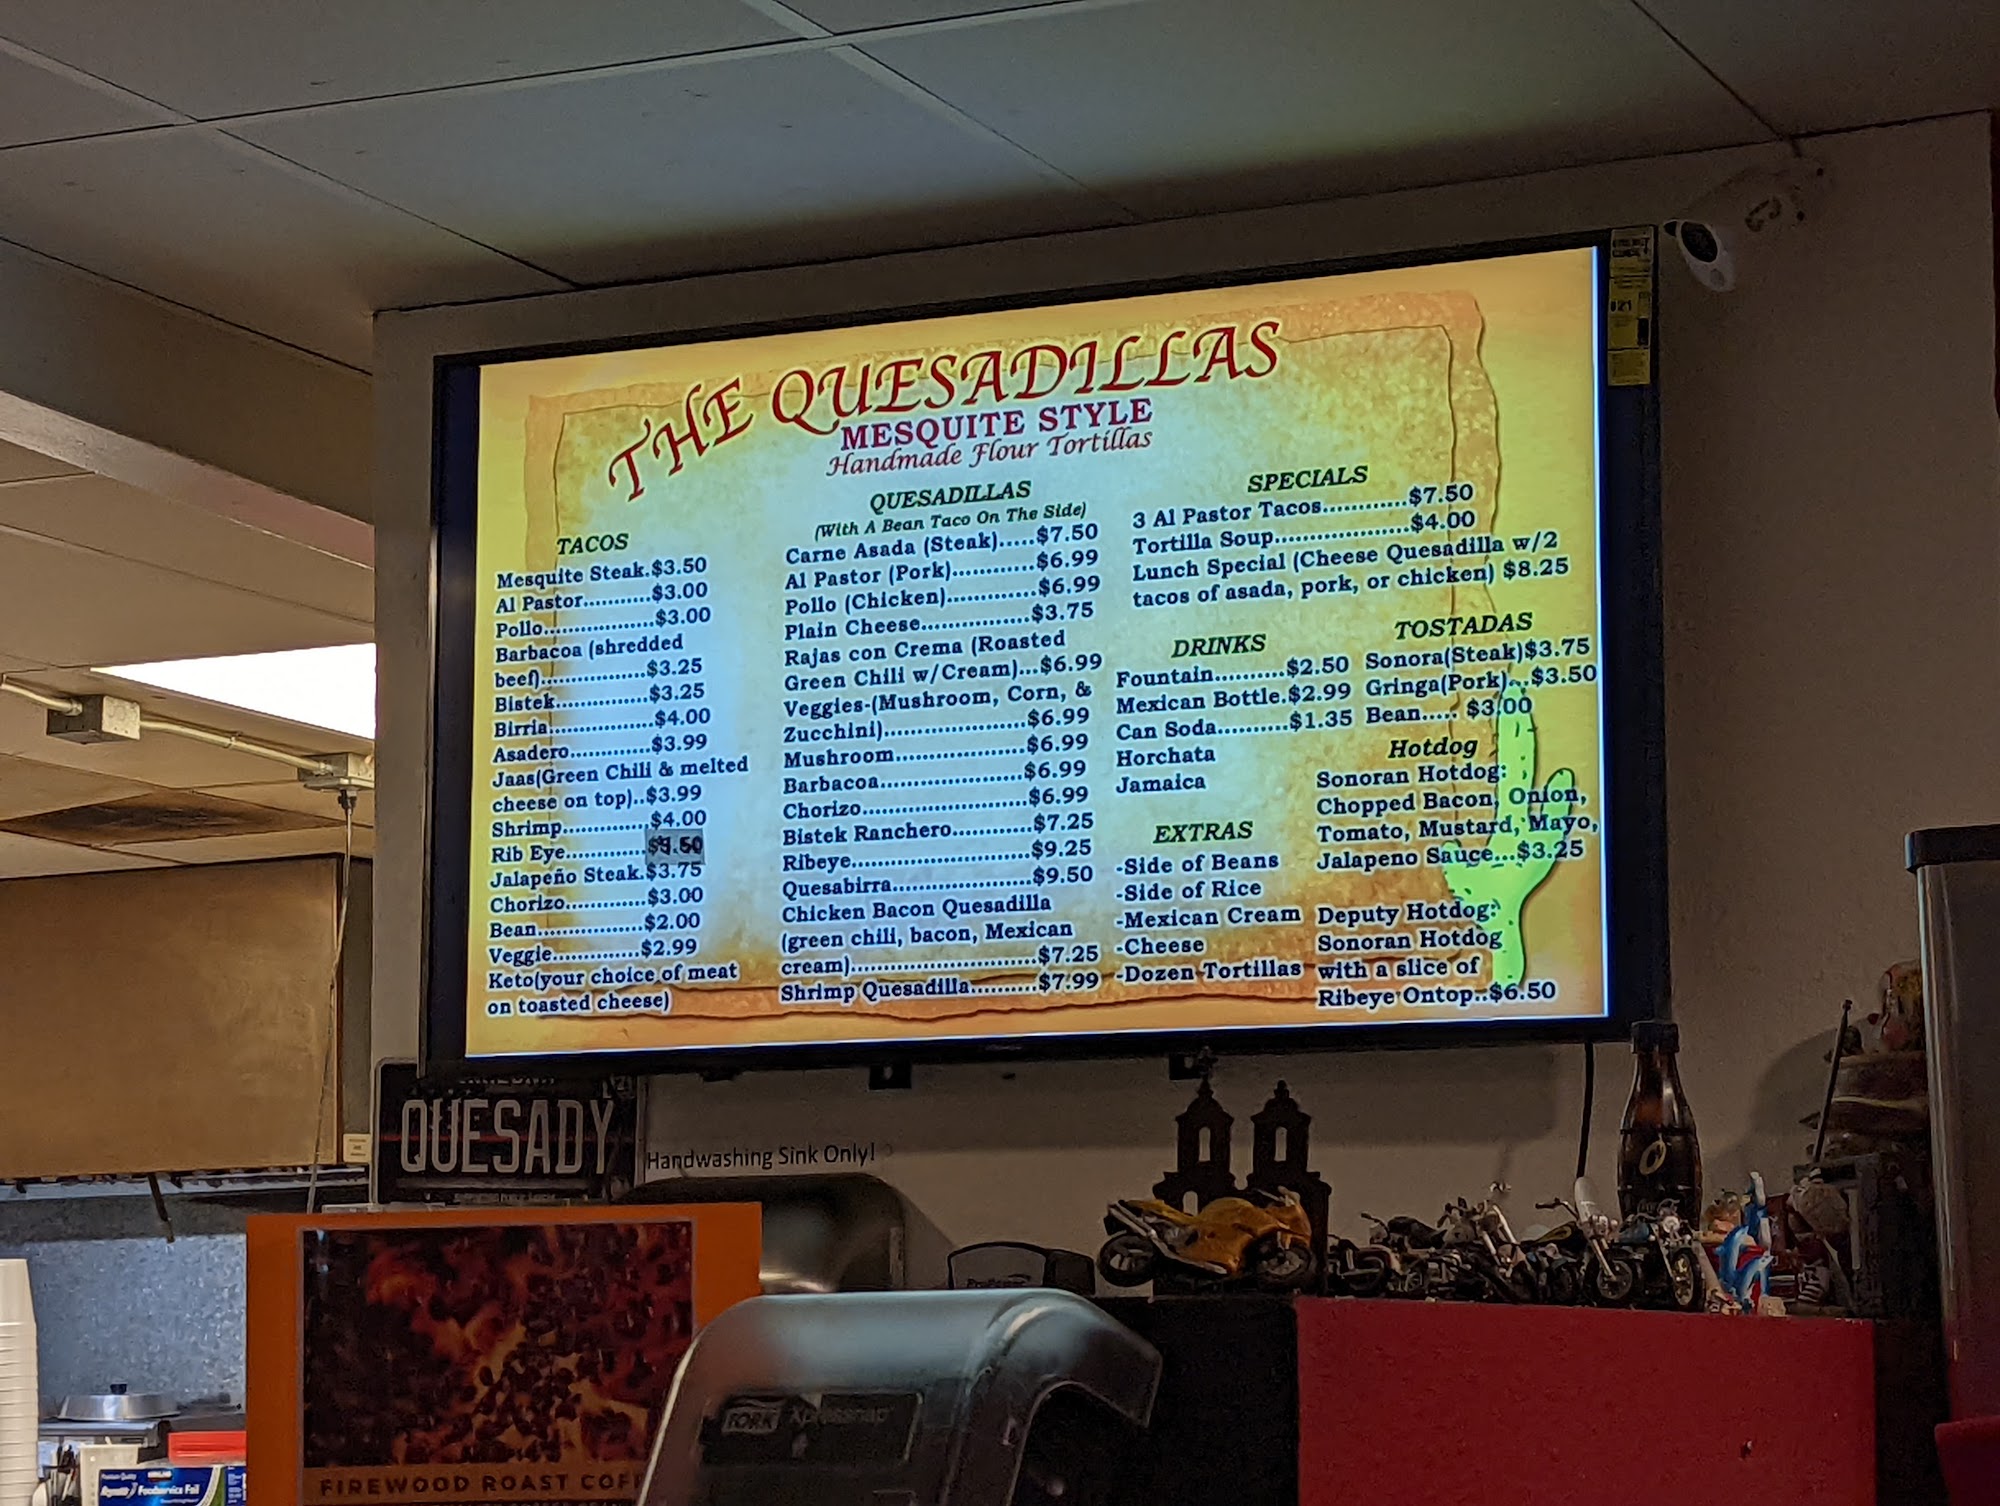 THE QUESADILLAS
MESQUITE STYLE
Handmade Flour Tortillas
TACOS
Mesquite Steak.$3.50
Al Pastor...........$3.00
Pollo..................$3.00
Barbacoa (shredded
beef)..................$3.25
Bistek................$3.25
Birria.................$4.00
Asadero.............$3.99
Jaas(Green Chili & melted
cheese on top)..$3.99
Shrimp..............$4.00
Rib Eye.............
Jalapeño Steak.$3.75
Chorizo.............$3.00
Bean.................$2.00
Veggie..............$2.99
Keto(your choice of meat
on toasted cheese)
QUESADILLAS
(With A Bean Taco On The Side)
Carne Asada (Steak).....$7.50
Al Pastor (Pork)............$6.99
Pollo (Chicken).............$6.99
Plain Cheese................$3.75
Rajas con Crema (Roasted
Green Chili w/Cream)...$6.99
Veggies-(Mushroom, Corn, &
Zucchini).....................$6.99
Mushroom...................$6.99
Barbacoa.....................$6.99
Chorizo........................$6.99
Bistek Ranchero............$7.25
Ribeye..........................$9.25
Quesabirra....................$9.50
Chicken Bacon Quesadilla
(green chili, bacon, Mexican
cream)...........................$7.25
Shrimp Quesadilla..........$7.99
SPECIALS
3 Al Pastor Tacos.............$7.50
Tortilla Soup....................$4.00
Lunch Special (Cheese Quesadilla w/2
tacos of asada, pork, or chicken) $8.25
DRINKS
Fountain..........$2.50
Mexican Bottle.$2.99
Can Soda..........$1.35
Horchata
Jamaica
EXTRAS
-Side of Beans
-Side of Rice
-Mexican Cream
-Cheese
-Dozen Tortillas
TOSTADAS
Sonora(Steak)$3.75
Gringa(Pork)...$3.50
Bean..... $3.00
Hotdog
Sonoran Hotdog:
Chopped Bacon, Onion,
Tomato, Mustard, Mayo,
Jalapeno Sauce...$3.25
Deputy Hotdog:
Sonoran Hotdog
with a slice of
Ribeye Ontop..$6.50
QUESADY
Handwashing Sink Only!
TORK Xpressnap
FIREWOOD ROAST COFF
Reynolds Foodservice Foil